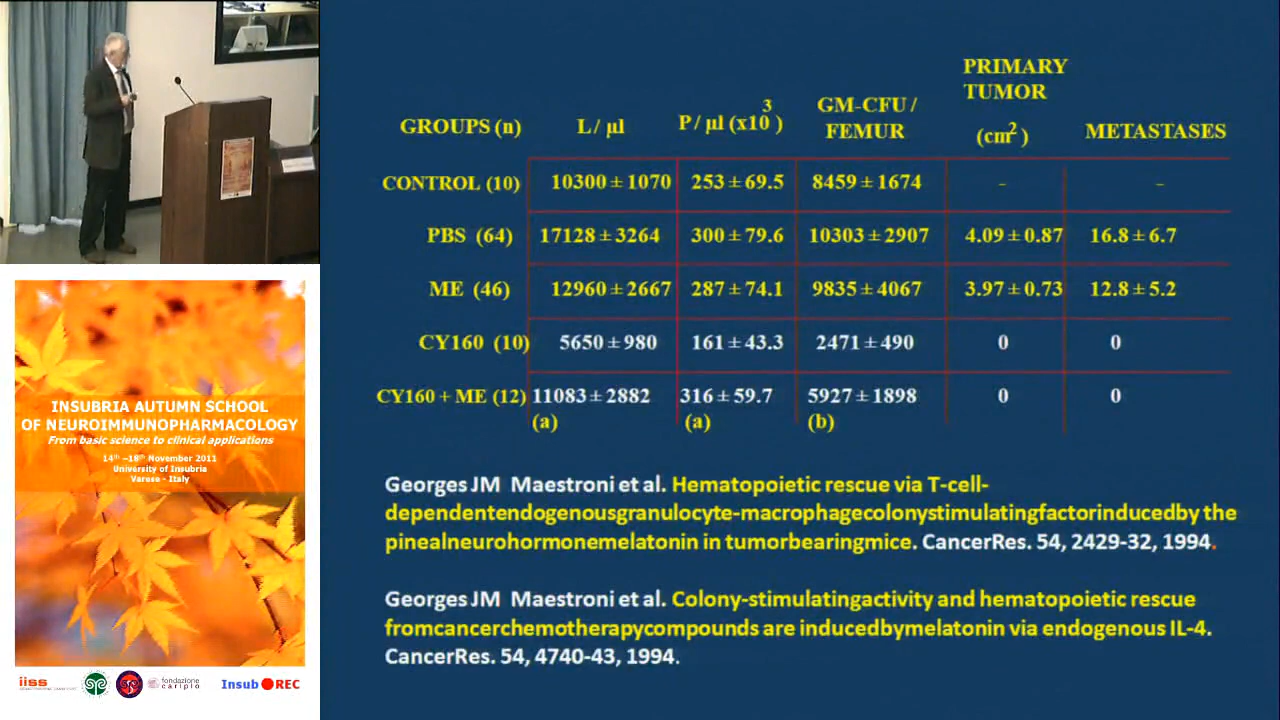 GROUPS (n) L / µl P / µl (x10³) GM-CFU / FEMUR PRIMARY TUMOR (cm²) METASTASES
CONTROL (10) 10300 ± 1070 253 ± 69.5 8459 ± 1674 - -
PBS (64) 17128 ± 3264 300 ± 79.6 10303 ± 2907 4.09 ± 0.87 16.8 ± 6.7
ME (46) 12960 ± 2667 287 ± 74.1 9835 ± 4067 3.97 ± 0.73 12.8 ± 5.2
CY160 (10) 5650 ± 980 161 ± 43.3 2471 ± 490 0 0
CY160 + ME (12) 11083 ± 2882 316 ± 59.7 5927 ± 1898 0 0
(a) (a) (b)
Georges JM Maestroni et al. Hematopoietic rescue via T-cell-
dependentendogenousgranulocyte-macrophagecolonystimulatingfactorinducedby the
pinealneurohormonemelatonin in tumorbearingmice. CancerRes. 54, 2429-32, 1994.
Georges JM Maestroni et al. Colony-stimulatingactivity and hematopoietic rescue
fromcancerchemotherapycompounds are inducedbymelatonin via endogenous IL-4.
CancerRes. 54, 4740-43, 1994.
INSUBRIA AUTUMN SCHOOL
OF NEUROIMMUNOPHARMACOLOGY
From basic science to clinical applications
14th –18th November 2011
University of Insubria
Varese - Italy
iiss
fondazione
cariplo
Insub REC